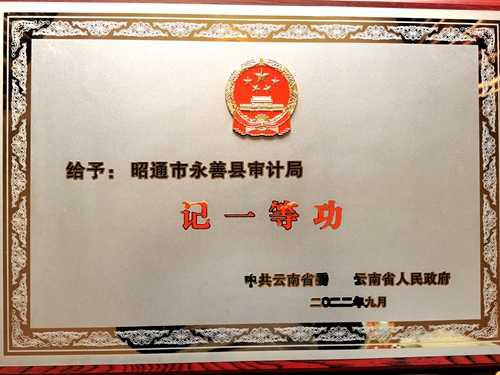 给予：昭通市永善县审计局
记一等功
中共云南省委 云南省人民政府
二〇二二年九月